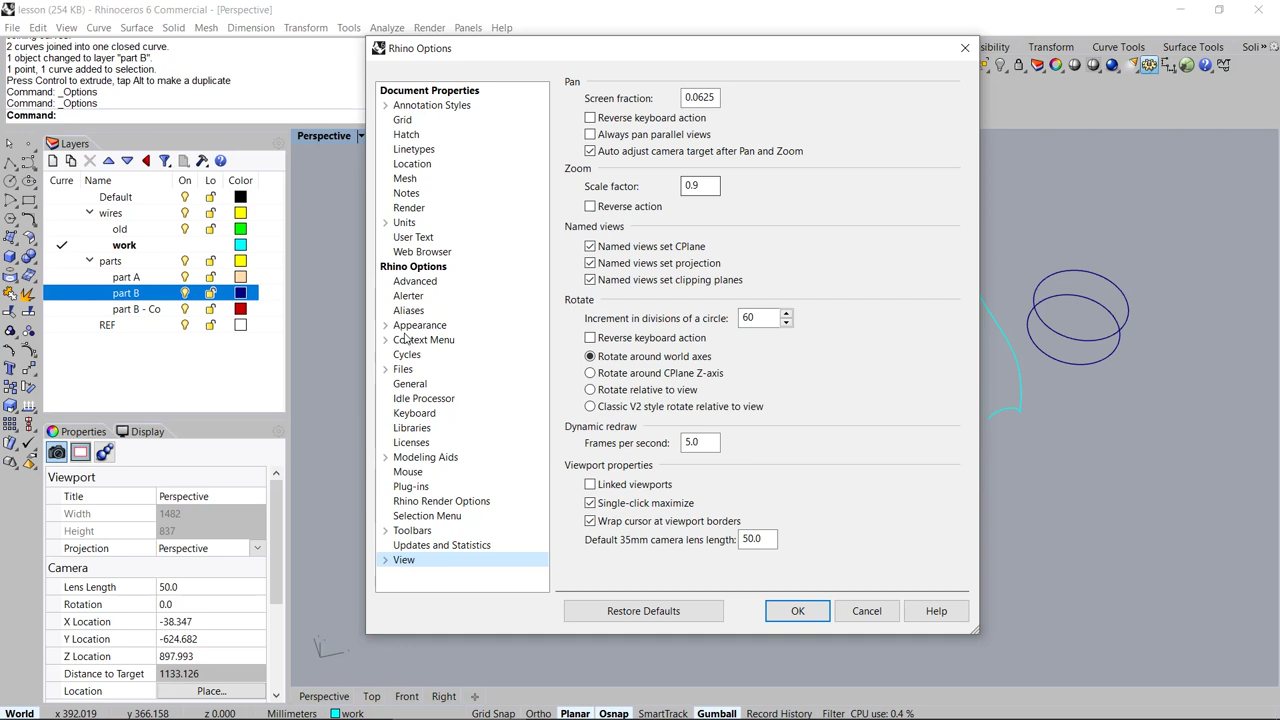 lesson (254 KB) - Rhinoceros 6 Commercial - [Perspective]
File Edit View Curve Surface Solid Mesh Dimension Transform Tools Analyze Render Panels Help
2 curves joined into one closed curve.
1 object changed to layer "part B".
1 point, 1 curve added to selection.
Press Control to extrude, tap Alt to make a duplicate
Command: _Options
Command: _Options
Command:
sibility Transform Curve Tools Surface Tools Soli »
Layers
Curre Name On Lo Color
Default
wires
old
work
parts
part A
part B
part B - Co
REF
Properties Display
Viewport
Title Perspective
Width 1482
Height 837
Projection Perspective
Camera
Lens Length 50.0
Rotation 0.0
X Location -38.347
Y Location -624.682
Z Location 897.993
Distance to Target 1133.126
Location Place...
Perspective
Rhino Options
Document Properties
Annotation Styles
Grid
Hatch
Linetypes
Location
Mesh
Notes
Render
Units
User Text
Web Browser
Rhino Options
Advanced
Alerter
Aliases
Appearance
Context Menu
Cycles
Files
General
Idle Processor
Keyboard
Libraries
Licenses
Modeling Aids
Mouse
Plug-ins
Rhino Render Options
Selection Menu
Toolbars
Updates and Statistics
View
Pan
Screen fraction: 0.0625
Reverse keyboard action
Always pan parallel views
Auto adjust camera target after Pan and Zoom
Zoom
Scale factor: 0.9
Reverse action
Named views
Named views set CPlane
Named views set projection
Named views set clipping planes
Rotate
Increment in divisions of a circle: 60
Reverse keyboard action
Rotate around world axes
Rotate around CPlane Z-axis
Rotate relative to view
Classic V2 style rotate relative to view
Dynamic redraw
Frames per second: 5.0
Viewport properties
Linked viewports
Single-click maximize
Wrap cursor at viewport borders
Default 35mm camera lens length: 50.0
Restore Defaults OK Cancel Help
Perspective Top Front Right
World x 392.019 y 366.158 z 0.000 Millimeters work Grid Snap Ortho Planar Osnap SmartTrack Gumball Record History Filter CPU use: 0.4 %